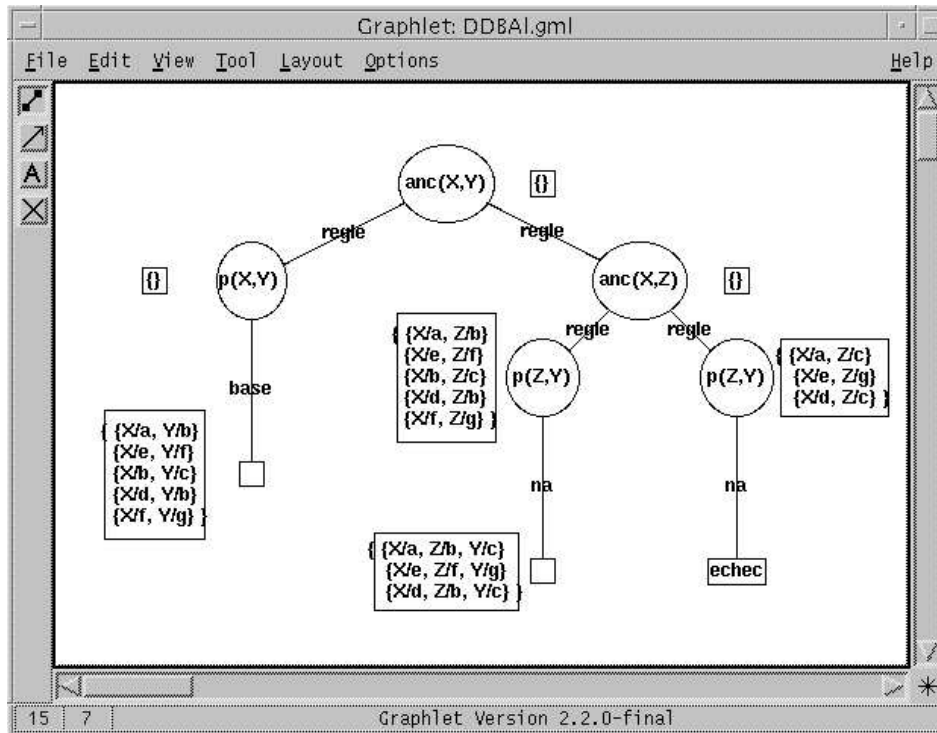 Graphlet: DDBAI.gml
File Edit View Tool Layout Options Help
A
anc(X,Y)
{}
regle
regle
{}
p(X,Y)
anc(X,Z)
{}
regle
regle
{ {X/a, Z/b}
{X/e, Z/f}
{X/b, Z/c}
{X/d, Z/b}
{X/f, Z/g} }
p(Z,Y)
p(Z,Y)
{ {X/a, Z/c}
{X/e, Z/g}
{X/d, Z/c} }
base
{ {X/a, Y/b}
{X/e, Y/f}
{X/b, Y/c}
{X/d, Y/b}
{X/f, Y/g} }
na
na
{ {X/a, Z/b, Y/c}
{X/e, Z/f, Y/g}
{X/d, Z/b, Y/c} }
echec
15 7 Graphlet Version 2.2.0-final